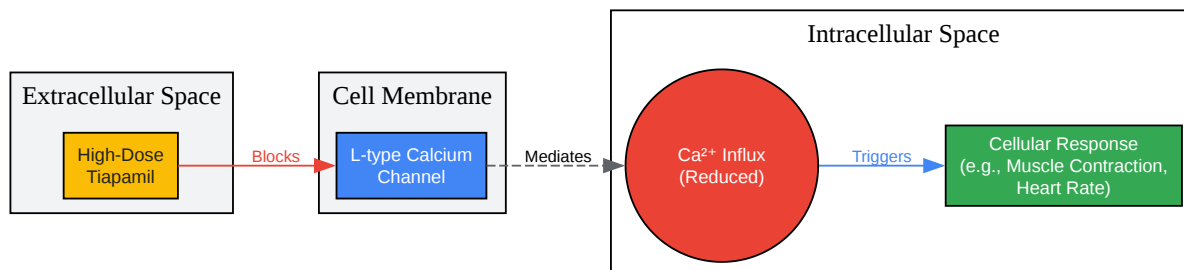 Extracellular Space
High-Dose
Tiapamil
Blocks
Cell Membrane
L-type Calcium
Channel
Mediates
Intracellular Space
Ca²⁺ Influx
(Reduced)
Triggers
Cellular Response
(e.g., Muscle Contraction,
Heart Rate)